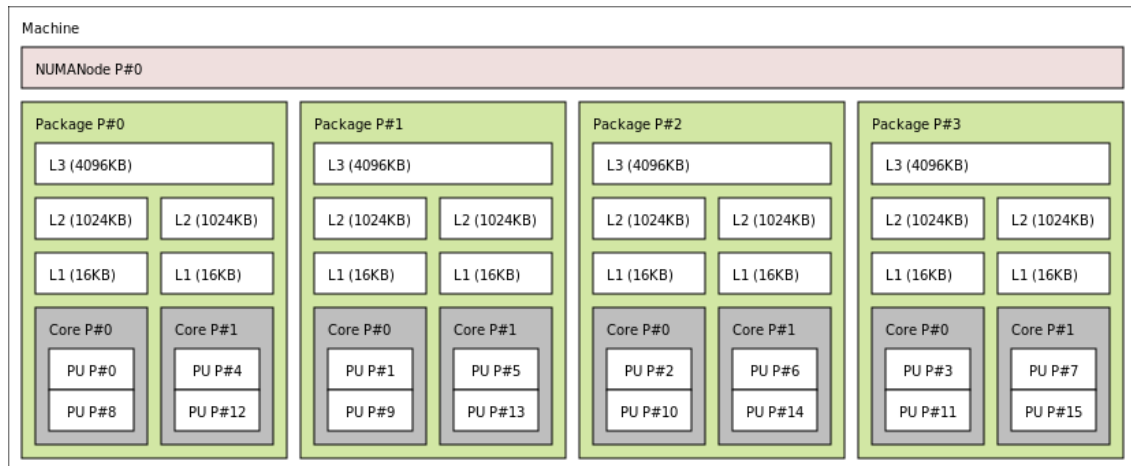 Machine
NUMANode P#0
Package P#0
L3 (4096KB)
L2 (1024KB) L2 (1024KB)
L1 (16KB) L1 (16KB)
Core P#0 Core P#1
PU P#0 PU P#4
PU P#8 PU P#12
Package P#1
L3 (4096KB)
L2 (1024KB) L2 (1024KB)
L1 (16KB) L1 (16KB)
Core P#0 Core P#1
PU P#1 PU P#5
PU P#9 PU P#13
Package P#2
L3 (4096KB)
L2 (1024KB) L2 (1024KB)
L1 (16KB) L1 (16KB)
Core P#0 Core P#1
PU P#2 PU P#6
PU P#10 PU P#14
Package P#3
L3 (4096KB)
L2 (1024KB) L2 (1024KB)
L1 (16KB) L1 (16KB)
Core P#0 Core P#1
PU P#3 PU P#7
PU P#11 PU P#15